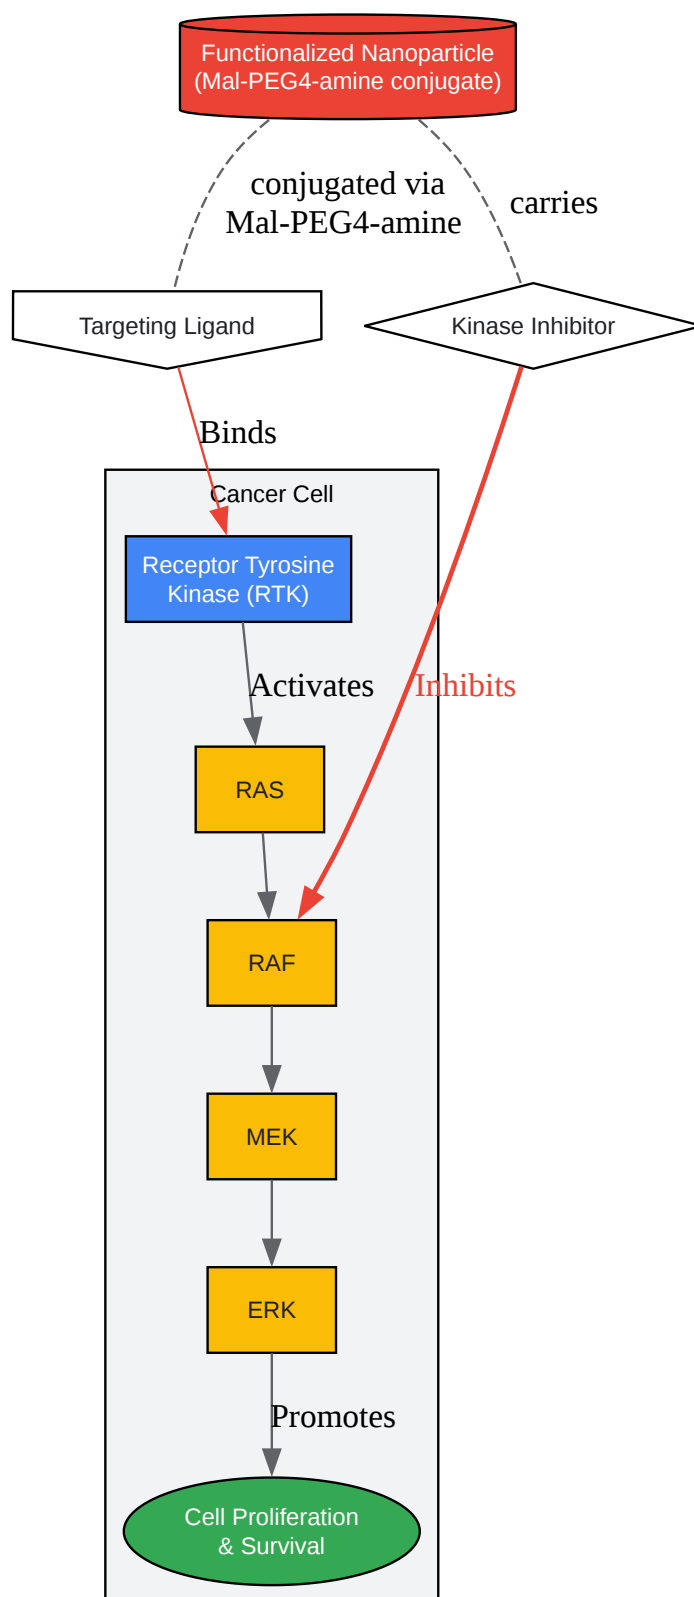 Functionalized Nanoparticle
(Mal-PEG4-amine conjugate)
conjugated via
Mal-PEG4-amine
carries
Targeting Ligand
Kinase Inhibitor
Binds
Cancer Cell
Receptor Tyrosine
Kinase (RTK)
Activates
Inhibits
RAS
RAF
MEK
ERK
Promotes
Cell Proliferation
& Survival